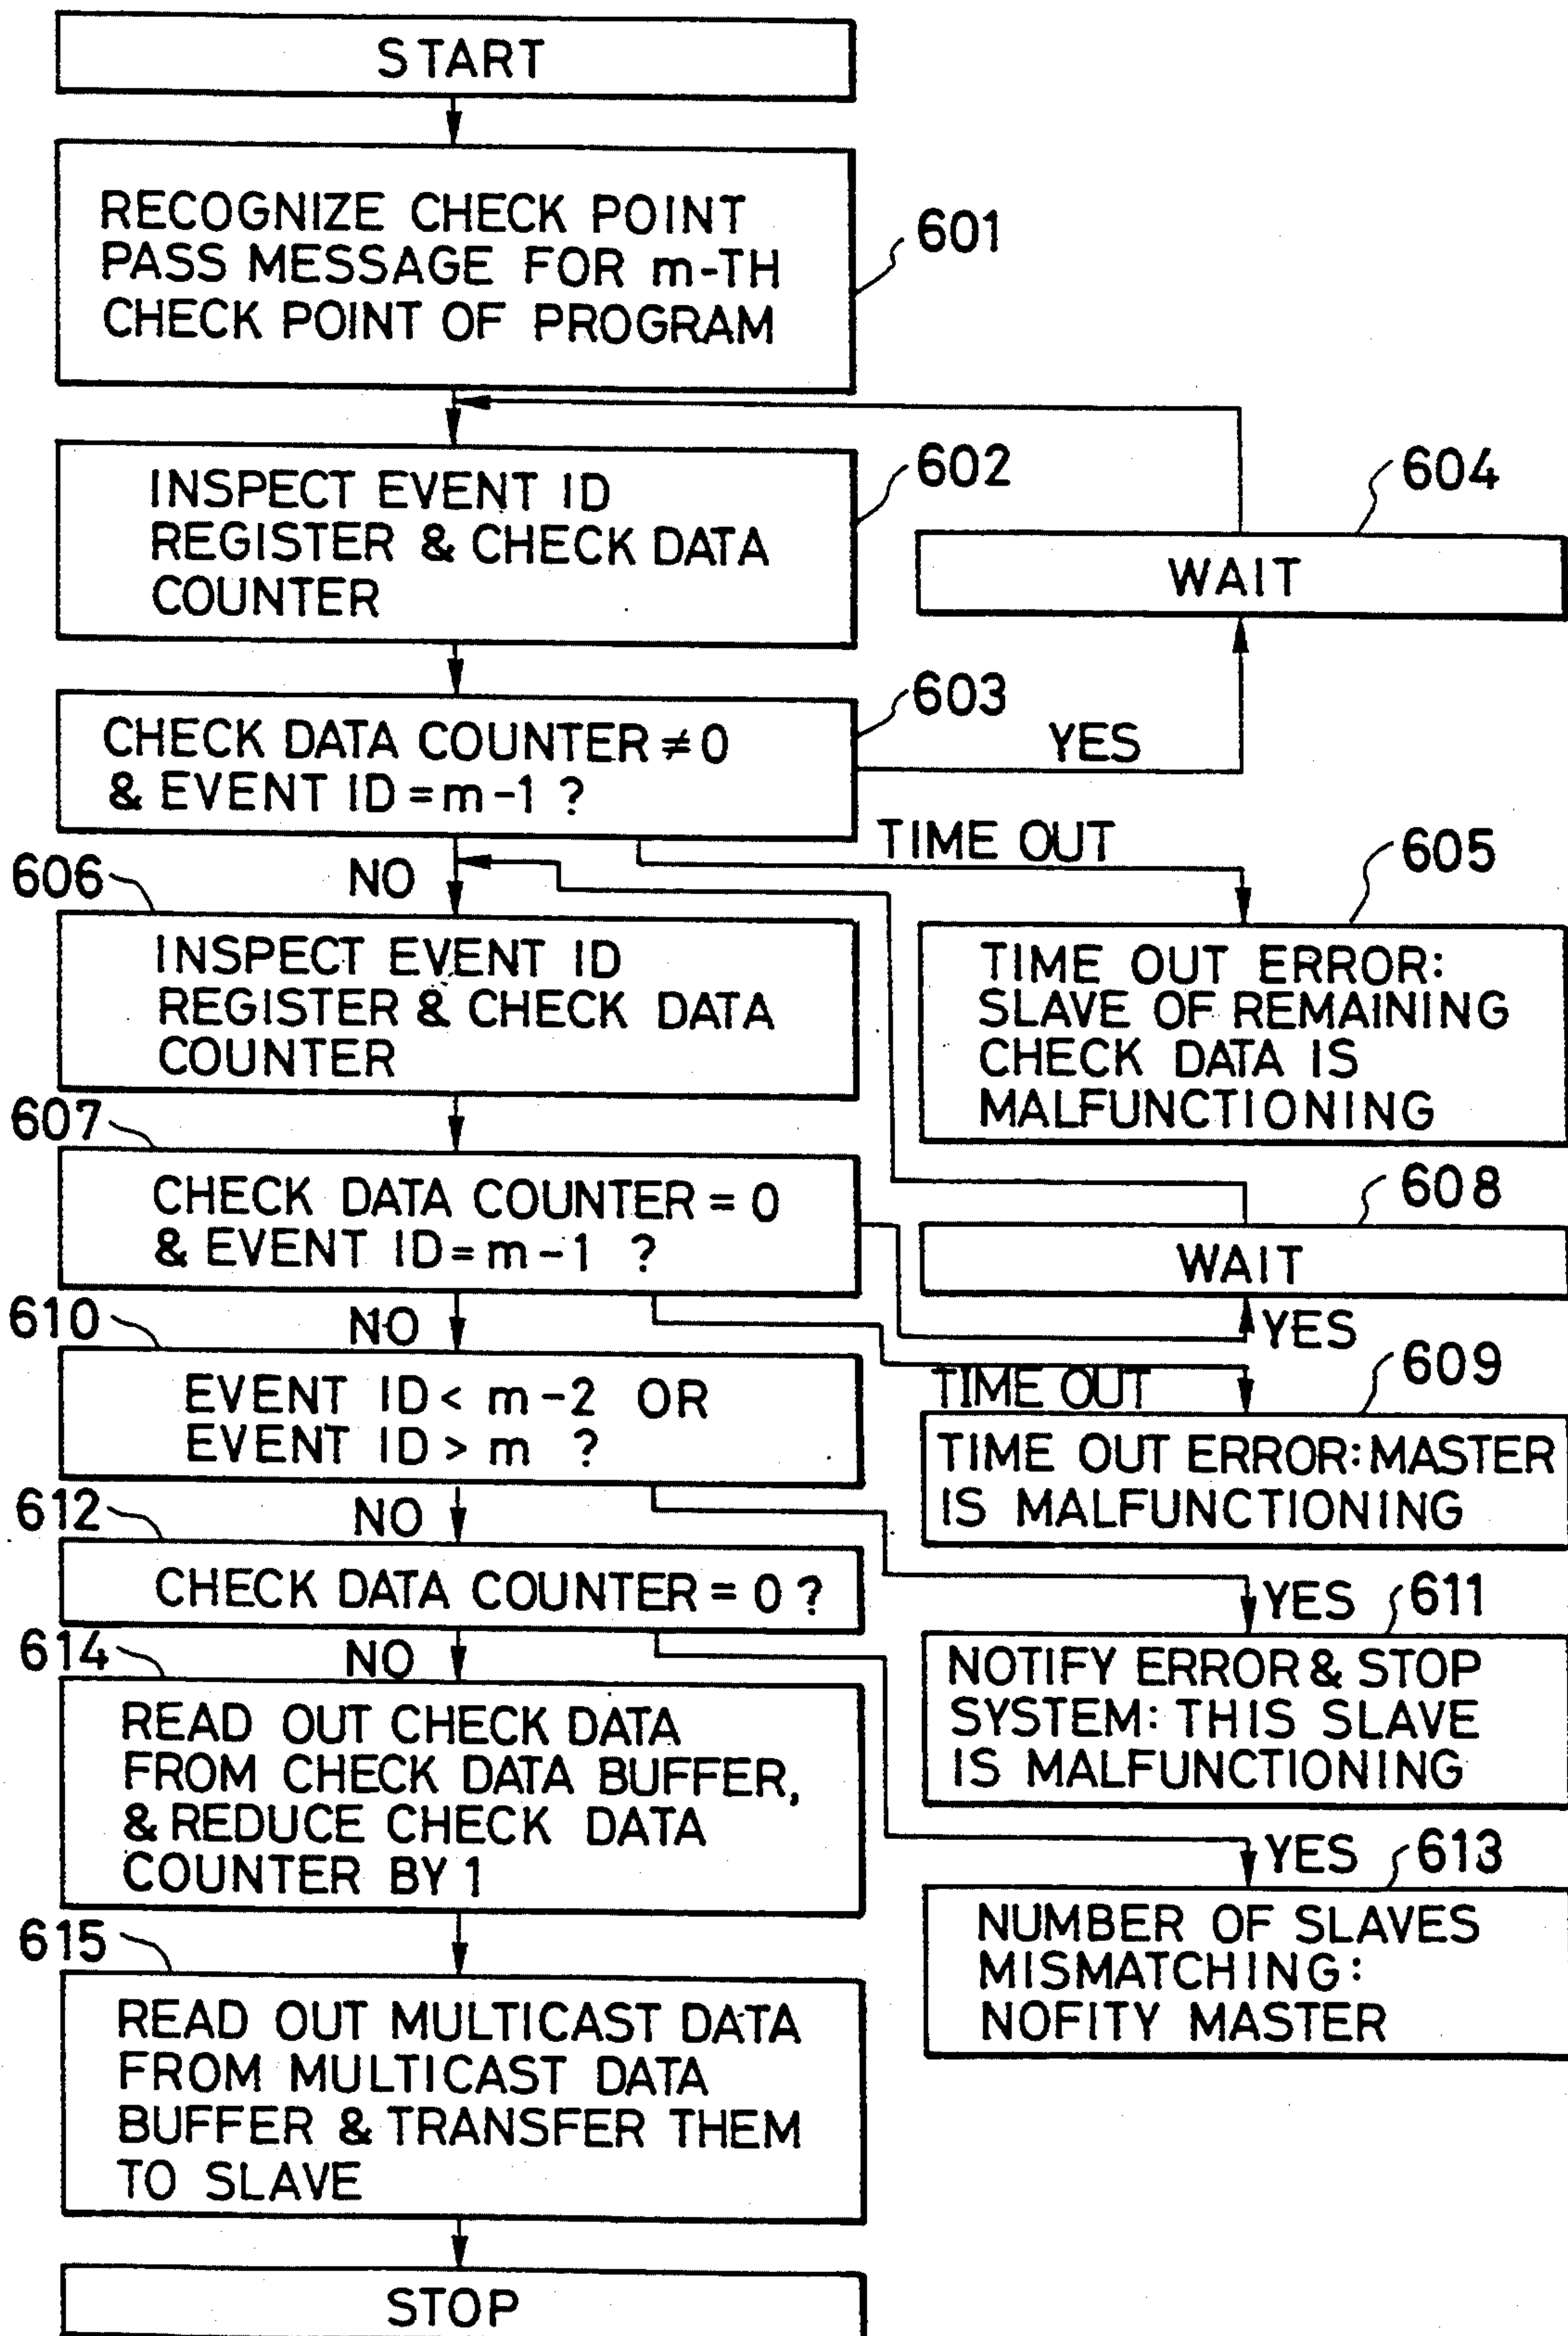 START
RECOGNIZE CHECK POINT
PASS MESSAGE FOR m-TH
CHECK POINT OF PROGRAM
601
INSPECT EVENT ID
REGISTER & CHECK DATA
COUNTER
602
604
WAIT
603
CHECK DATA COUNTER ≠ 0
& EVENT ID = m-1 ?
YES
TIME OUT
NO
605
606
TIME OUT ERROR:
SLAVE OF REMAINING
CHECK DATA IS
MALFUNCTIONING
INSPECT EVENT ID
REGISTER & CHECK DATA
COUNTER
607
CHECK DATA COUNTER = 0
& EVENT ID = m-1 ?
608
WAIT
YES
610
NO
609
TIME OUT
TIME OUT ERROR: MASTER
IS MALFUNCTIONING
EVENT ID < m-2 OR
EVENT ID > m ?
612
NO
CHECK DATA COUNTER = 0 ?
YES
611
NOTIFY ERROR & STOP
SYSTEM: THIS SLAVE
IS MALFUNCTIONING
614
NO
READ OUT CHECK DATA
FROM CHECK DATA BUFFER,
& REDUCE CHECK DATA
COUNTER BY 1
YES
613
NUMBER OF SLAVES
MISMATCHING:
NOFITY MASTER
615
READ OUT MULTICAST DATA
FROM MULTICAST DATA
BUFFER & TRANSFER THEM
TO SLAVE
STOP